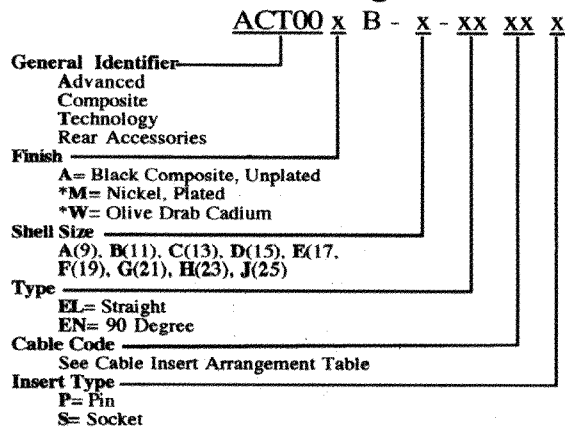 ACT00 x B - x - xx xx x
General Identifier
Advanced
Composite
Technology
Rear Accessories
Finish
A= Black Composite, Unplated
*M= Nickel, Plated
*W= Olive Drab Cadium
Shell Size
A(9), B(11), C(13), D(15), E(17,
F(19), G(21), H(23), J(25)
Type
EL= Straight
EN= 90 Degree
Cable Code
See Cable Insert Arrangement Table
Insert Type
P= Pin
S= Socket